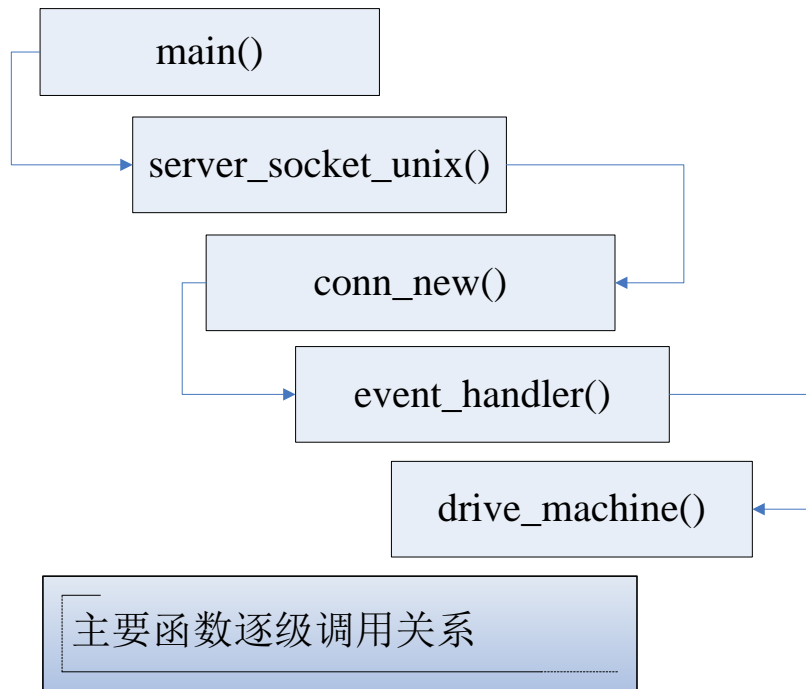 main()
server_socket_unix()
conn_new()
event_handler()
drive_machine()
主要函数逐级调用关系